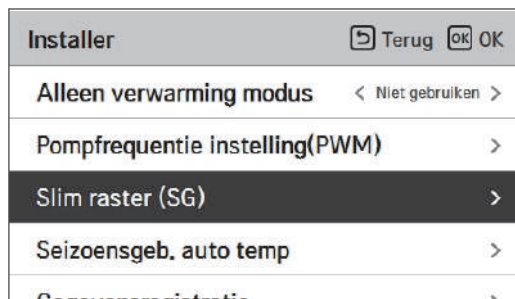 Installer Terug OK OK
Alleen verwarming modus < Niet gebruiken >
Pompfrequentie instelling(PWM) >
Slim raster (SG) >
Seizoensgeb. auto temp >